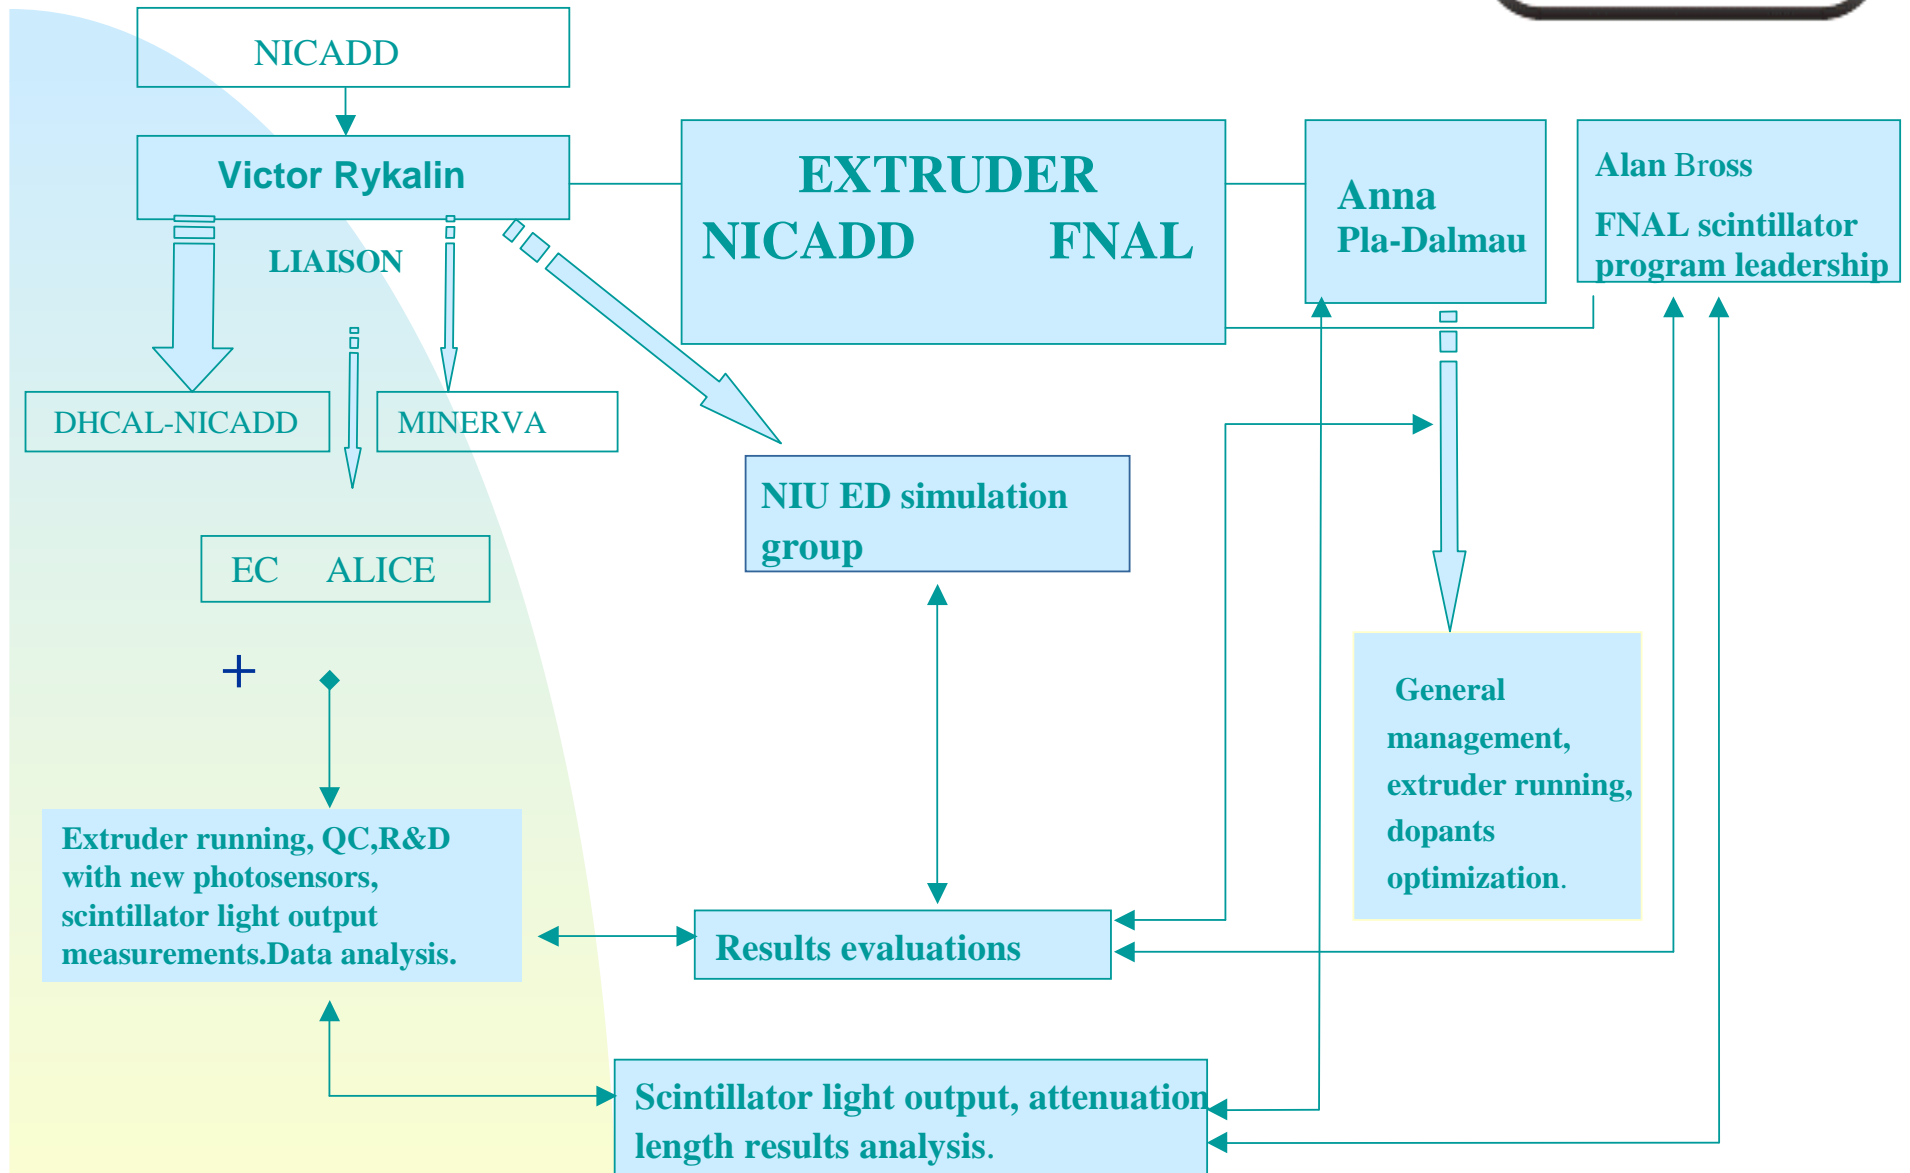 NICADD
Victor Rykalin
LIAISON
EXTRUDER
NICADD FNAL
Anna
Pla-Dalmau
Alan Bross
FNAL scintillator
program leadership
DHCAL-NICADD
MINERVA
EC ALICE
+
NIU ED simulation
group
General
management,
extruder running,
dopants
optimization.
Extruder running, QC,R&D
with new photosensors,
scintillator light output
measurements.Data analysis.
Results evaluations
Scintillator light output, attenuation
length results analysis.